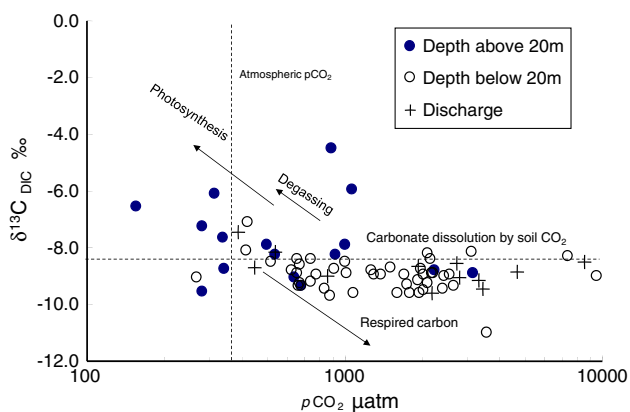 0.0
-2.0
-4.0
-6.0
-8.0
-10.0
-12.0
δ13C DIC ‰
Depth above 20m
Depth below 20m
Discharge
Atmospheric pCO2
Photosynthesis
Degassing
Carbonate dissolution by soil CO2
Respired carbon
100
1000
10000
pCO2 µatm